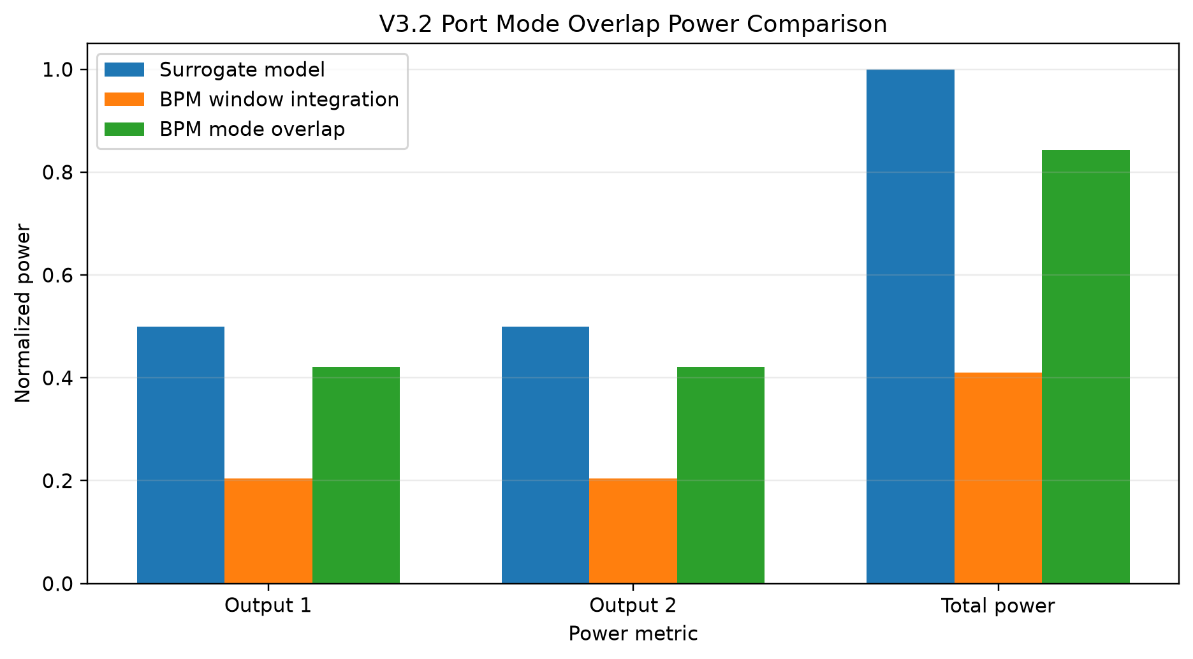 V3.2 Port Mode Overlap Power Comparison
Surrogate model
BPM window integration
BPM mode overlap
Normalized power
1.0
0.8
0.6
0.4
0.2
0.0
Output 1
Output 2
Total power
Power metric